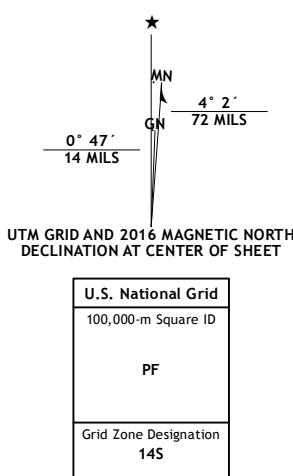 MN
GN
4° 2´
72 MILS
0° 47´
14 MILS
UTM GRID AND 2016 MAGNETIC NORTH
DECLINATION AT CENTER OF SHEET
U.S. National Grid
100,000-m Square ID
PF
Grid Zone Designation
14S